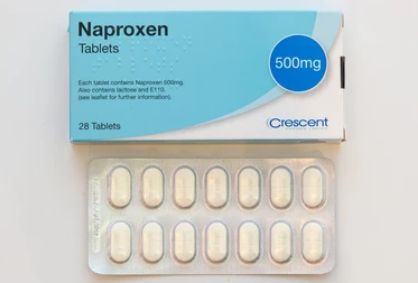 Naproxen
Tablets
500mg
Each tablet contains Naproxen 500mg.
Also contains lactose and E110.
(see leaflet for further information).
28 Tablets
Crescent